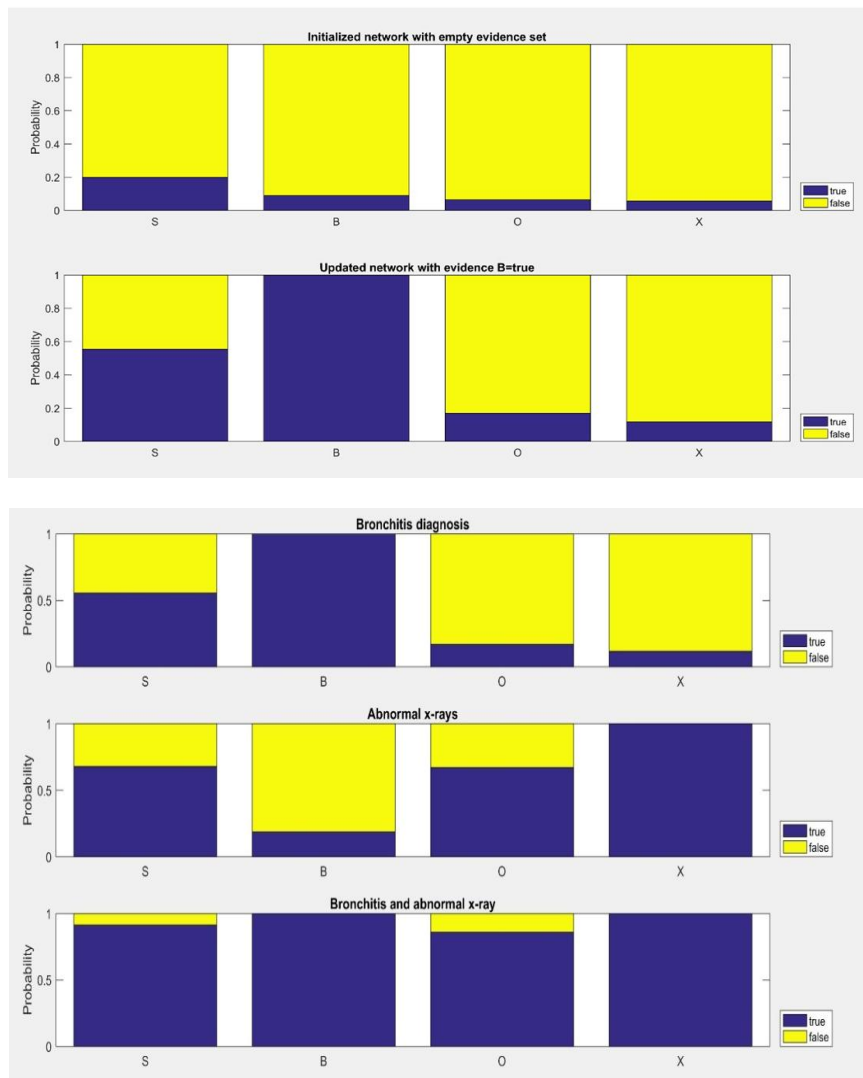 Initialized network with empty evidence set
1
0.8
0.6
0.4
0.2
0
Probability
S B O X
true
false
Updated network with evidence B=true
1
0.8
0.6
0.4
0.2
0
Probability
S B O X
true
false
Bronchitis diagnosis
1
0.5
0
Probability
S B O X
true
false
Abnormal x-rays
1
0.5
0
Probability
S B O X
true
false
Bronchitis and abnormal x-ray
1
0.5
0
Probability
S B O X
true
false